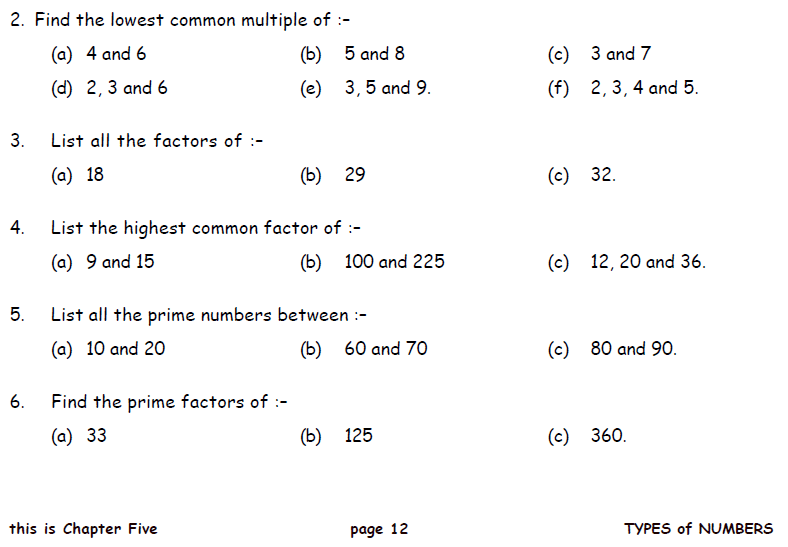 2. Find the lowest common multiple of :-
(a) 4 and 6 (b) 5 and 8 (c) 3 and 7
(d) 2, 3 and 6 (e) 3, 5 and 9. (f) 2, 3, 4 and 5.
3. List all the factors of :-
(a) 18 (b) 29 (c) 32.
4. List the highest common factor of :-
(a) 9 and 15 (b) 100 and 225 (c) 12, 20 and 36.
5. List all the prime numbers between :-
(a) 10 and 20 (b) 60 and 70 (c) 80 and 90.
6. Find the prime factors of :-
(a) 33 (b) 125 (c) 360.
this is Chapter Five page 12 TYPES of NUMBERS